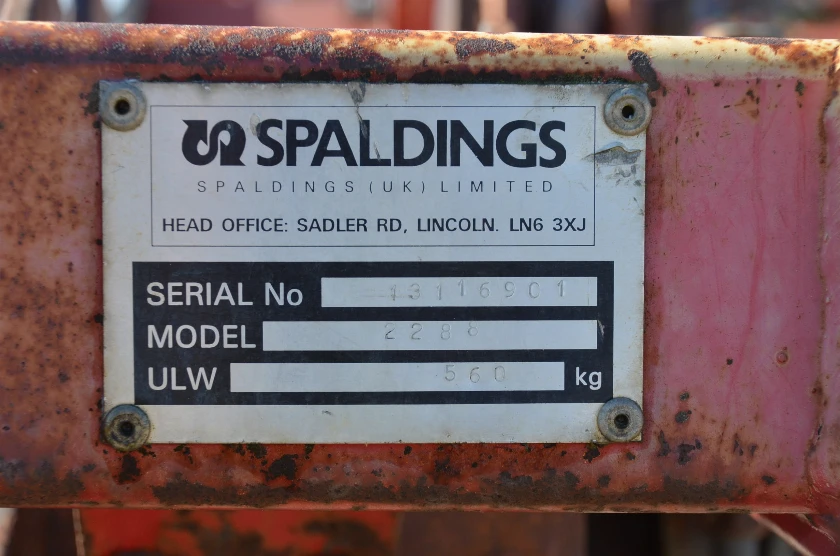 SPALDINGS
SPALDINGS (UK) LIMITED
HEAD OFFICE: SADLER RD, LINCOLN. LN6 3XJ
SERIAL No 13116901
MODEL 2288
ULW 560 kg